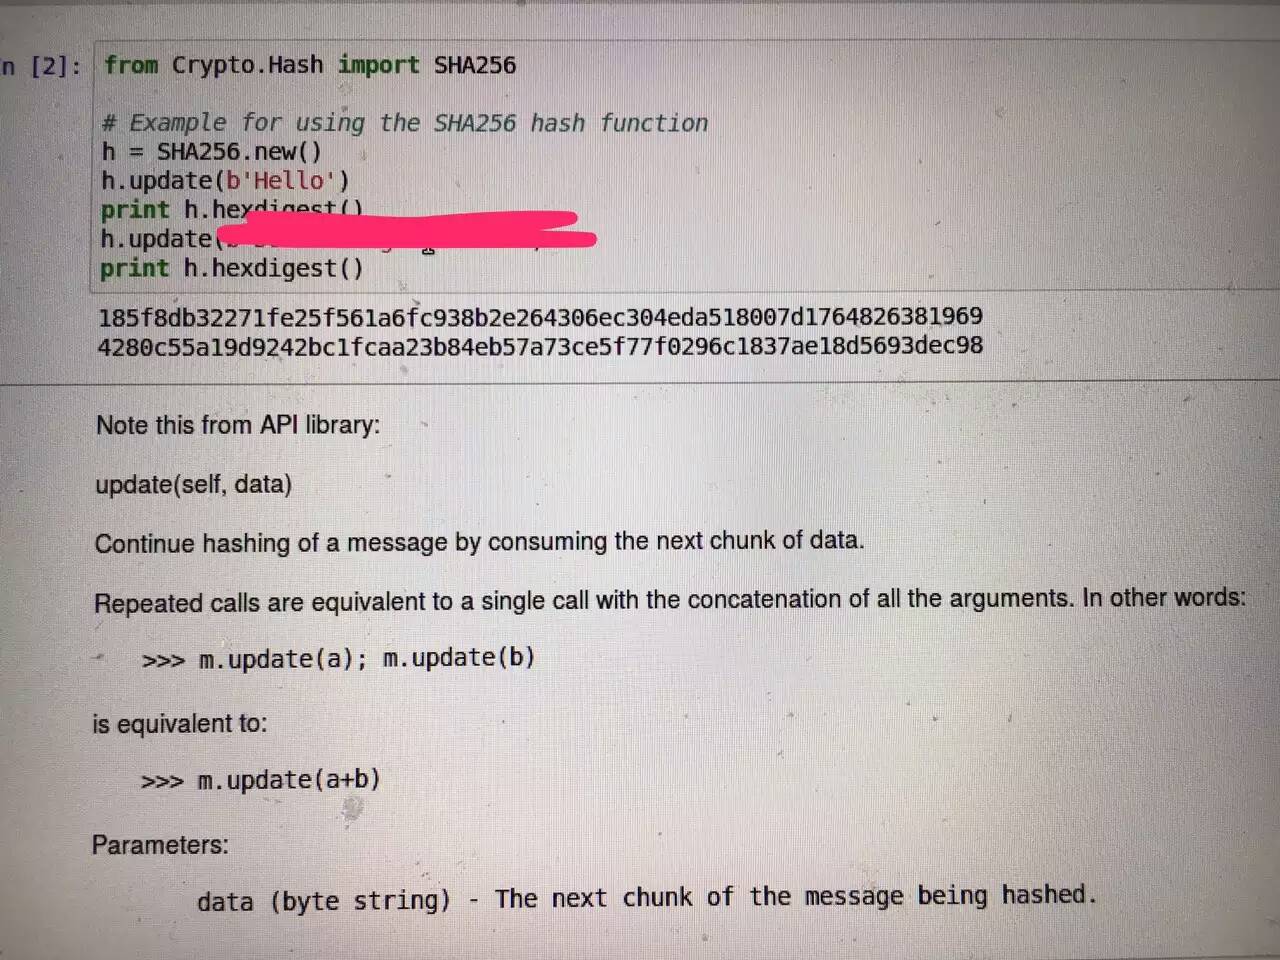 n [2]: from Crypto.Hash import SHA256
# Example for using the SHA256 hash function
h = SHA256.new()
h.update(b'Hello')
print h.hexdigest()
h.update(
print h.hexdigest()
185f8db32271fe25f561a6fc938b2e264306ec304eda518007d1764826381969
4280c55a19d9242bc1fcaa23b84eb57a73ce5f77f0296c1837ae18d5693dec98
Note this from API library:
update(self, data)
Continue hashing of a message by consuming the next chunk of data.
Repeated calls are equivalent to a single call with the concatenation of all the arguments. In other words:
>>> m.update(a); m.update(b)
is equivalent to:
>>> m.update(a+b)
Parameters:
data (byte string) - The next chunk of the message being hashed.